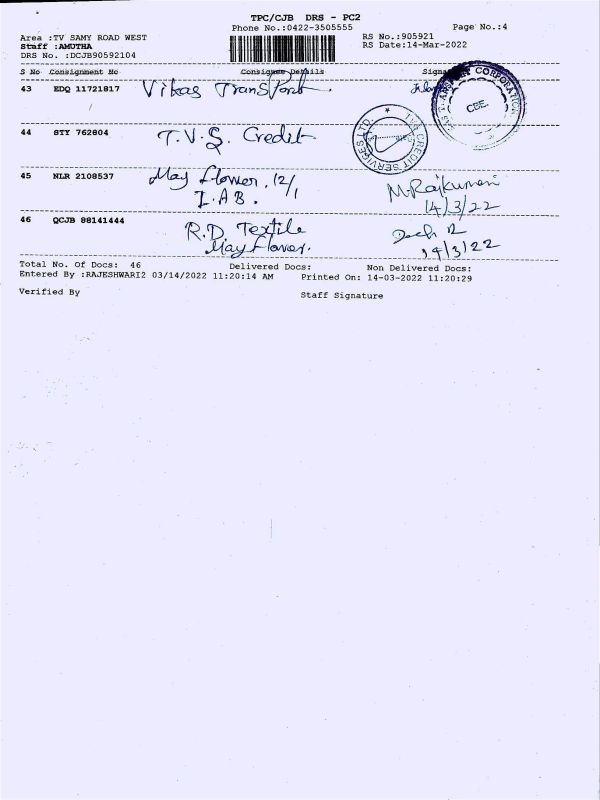 TPC/CJB DRS - PC2
Phone No.:0422-3505555
Page No.:4
Area :TV SAMY ROAD WEST
Staff :AMUTHA
DRS No. :DCJB90592104
RS No.:905921
RS Date:14-Mar-2022
S No Consignment No Consignee Details
43 EDQ 11721817 Vikas Transport.
TRANSPORT CORPORATION
CBE.
44 STY 762804 T.V.S. Credit
TVS CREDIT SERVICES LTD.
45 NLR 2108537 May flower, 12/1
I.A.B.
M.Rajkumari
14/3/22
46 QCJB 88141444 R.D. Textile
May flower.
14/3/22
Total No. Of Docs: 46 Delivered Docs: Non Delivered Docs:
Entered By :RAJESHWARI2 03/14/2022 11:20:14 AM Printed On: 14-03-2022 11:20:29
Verified By Staff Signature